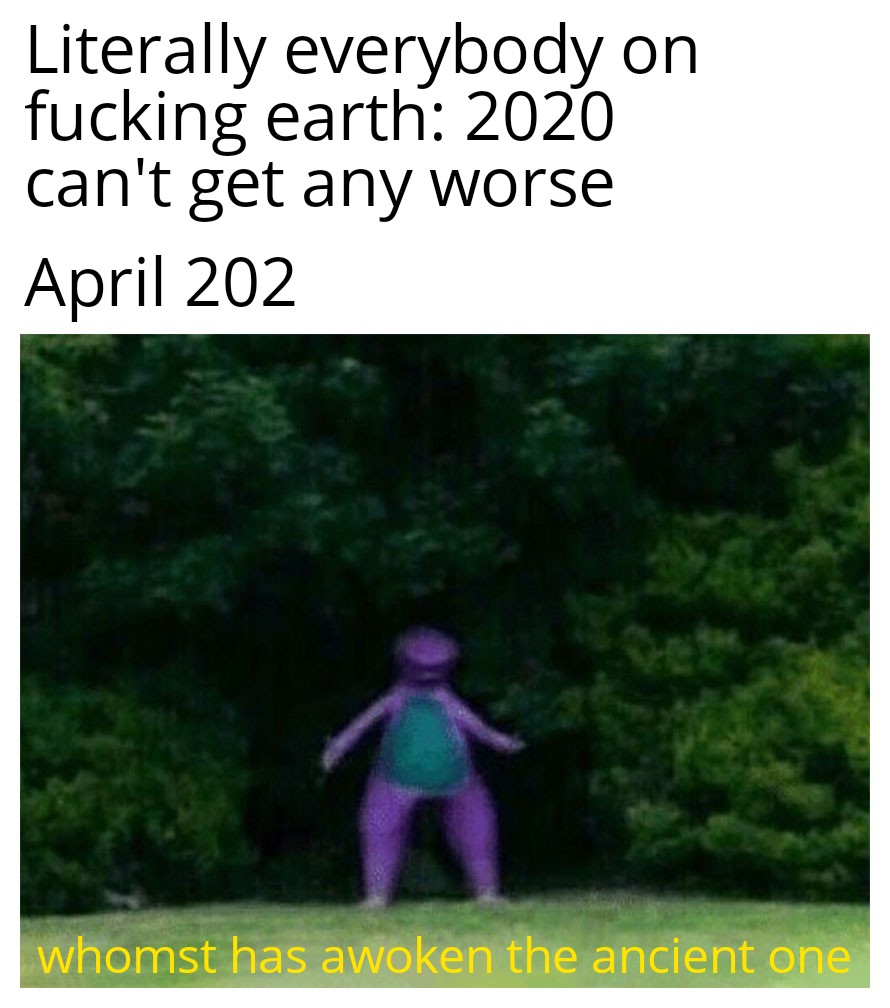 Literally everybody on
fucking earth: 2020
can't get any worse
April 202
whomst has awoken the ancient one